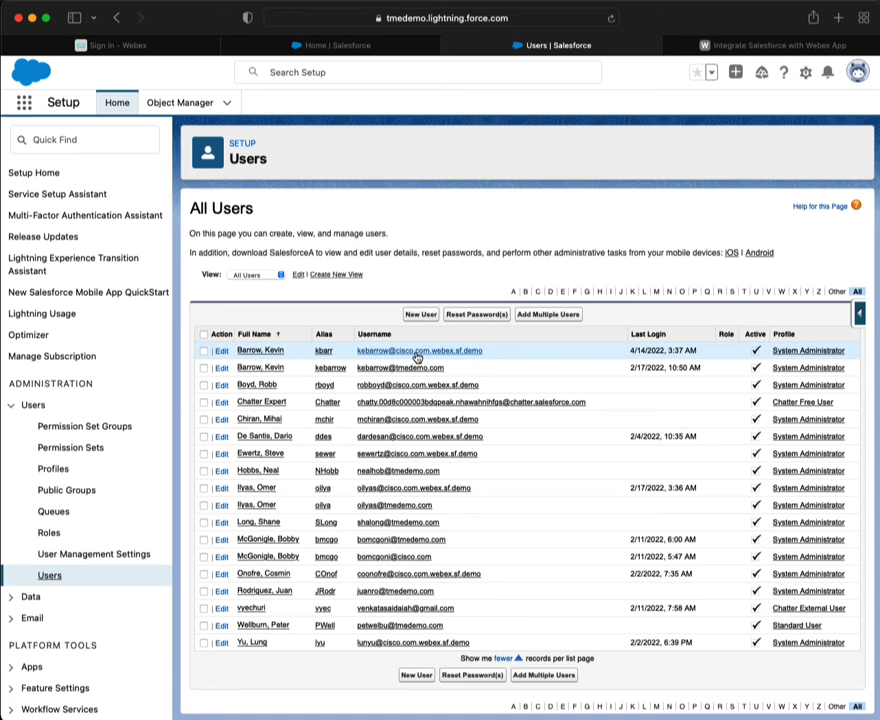 tmedemo.lightning.force.com
Sign In - Webex
Home | Salesforce
Users | Salesforce
Integrate Salesforce with Webex App
Search Setup
Setup
Home
Object Manager
Quick Find
Setup Home
Service Setup Assistant
Multi-Factor Authentication Assistant
Release Updates
Lightning Experience Transition
Assistant
New Salesforce Mobile App QuickStart
Lightning Usage
Optimizer
Manage Subscription
ADMINISTRATION
Users
Permission Set Groups
Permission Sets
Profiles
Public Groups
Queues
Roles
User Management Settings
Users
Data
Email
PLATFORM TOOLS
Apps
Feature Settings
Workflow Services
SETUP
Users
All Users
Help for this Page
On this page you can create, view, and manage users.
In addition, download SalesforceA to view and edit user details, reset passwords, and perform other administrative tasks from your mobile devices: iOS | Android
View: All Users Edit | Create New View
A | B | C | D | E | F | G | H | I | J | K | L | M | N | O | P | Q | R | S | T | U | V | W | X | Y | Z | Other | All
New User Reset Password(s) Add Multiple Users
Action Full Name ↑ Alias Username Last Login Role Active Profile
Edit Barrow, Kevin kbarr kebarrow@cisco.com.webex.sf.demo 4/14/2022, 3:37 AM System Administrator
Edit Barrow, Kevin kebarrow kebarrow@tmedemo.com 2/17/2022, 10:50 AM System Administrator
Edit Boyd, Robb rboyd robboyd@cisco.com.webex.sf.demo System Administrator
Edit Chatter Expert Chatter Chatter Free User
Edit Chiran, Mihai mchir mchiran@cisco.com.webex.sf.demo System Administrator
Edit De Santis, Dario ddes dardesan@cisco.com.webex.sf.demo 2/4/2022, 10:35 AM System Administrator
Edit Ewertz, Steve sewer sewertz@cisco.com.webex.sf.demo System Administrator
Edit Hobbs, Neal NHobb nealhob@tmedemo.com System Administrator
Edit Ilyas, Omer oilya oilyas@cisco.com.webex.sf.demo 2/17/2022, 3:36 AM System Administrator
Edit Ilyas, Omer oilya oilyas@tmedemo.com System Administrator
Edit Long, Shane SLong shalong@tmedemo.com System Administrator
Edit McGonigle, Bobby bmcgo bomcgoni@tmedemo.com 2/11/2022, 6:00 AM System Administrator
Edit McGonigle, Bobby bmcgo bomcgoni@cisco.com 2/11/2022, 5:47 AM System Administrator
Edit Onofre, Cosmin COnof coonofre@cisco.com.webex.sf.demo 2/2/2022, 7:35 AM System Administrator
Edit Rodriguez, Juan JRodr juanro@tmedemo.com System Administrator
Edit vyechuri vyec venkatasaidaiah@gmail.com 2/11/2022, 7:58 AM Chatter External User
Edit Welburn, Peter PWelb petwelbu@tmedemo.com Standard User
Edit Yu, Lung lyu lunyu@cisco.com.webex.sf.demo 2/2/2022, 6:39 PM System Administrator
Show me fewer records per list page
New User Reset Password(s) Add Multiple Users
A | B | C | D | E | F | G | H | I | J | K | L | M | N | O | P | Q | R | S | T | U | V | W | X | Y | Z | Other | All